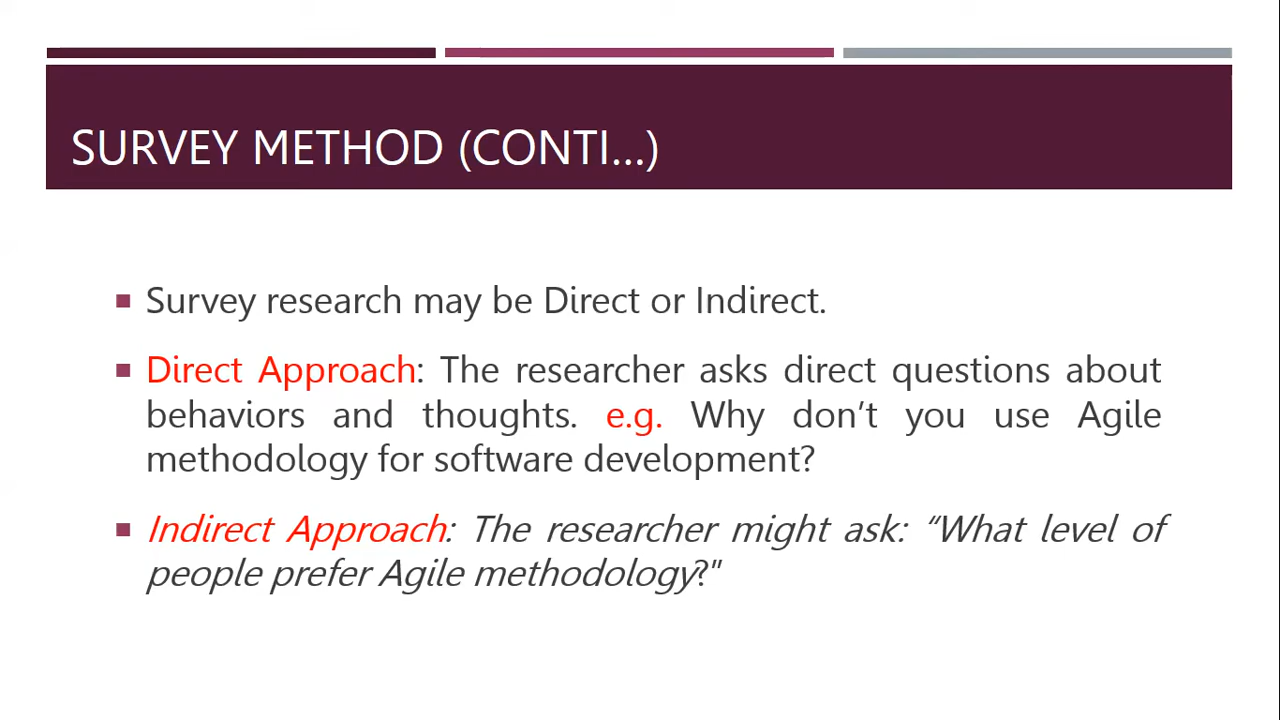 SURVEY METHOD (CONTI...)
Survey research may be Direct or Indirect.
Direct Approach: The researcher asks direct questions about
behaviors and thoughts. e.g. Why don’t you use Agile
methodology for software development?
Indirect Approach: The researcher might ask: “What level of
people prefer Agile methodology?”